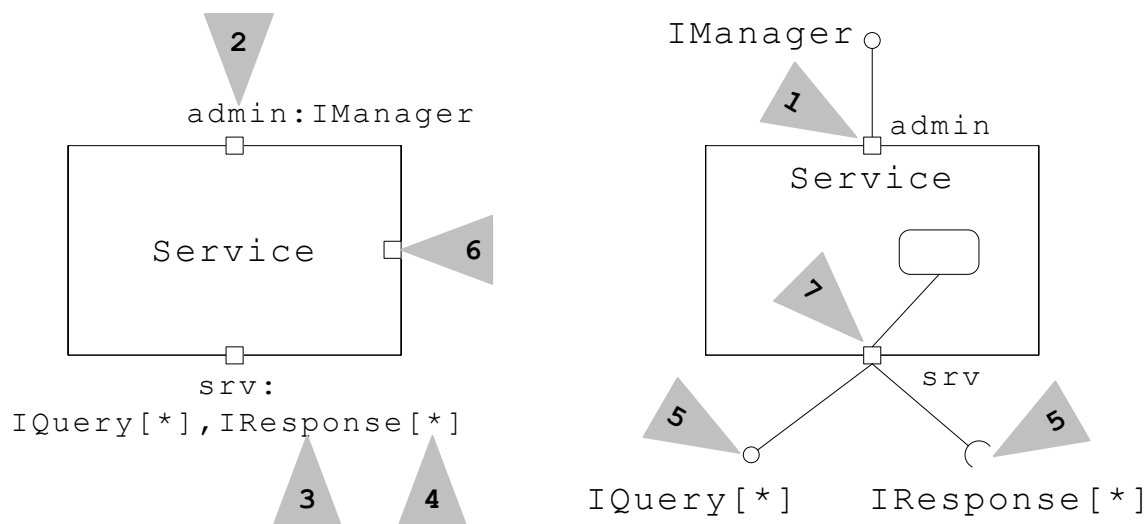 2
admin:IManager
Service
6
srv:
IQuery[*],IResponse[*]
3
4
IManager
1
admin
Service
7
srv
5
5
IQuery[*]
IResponse[*]